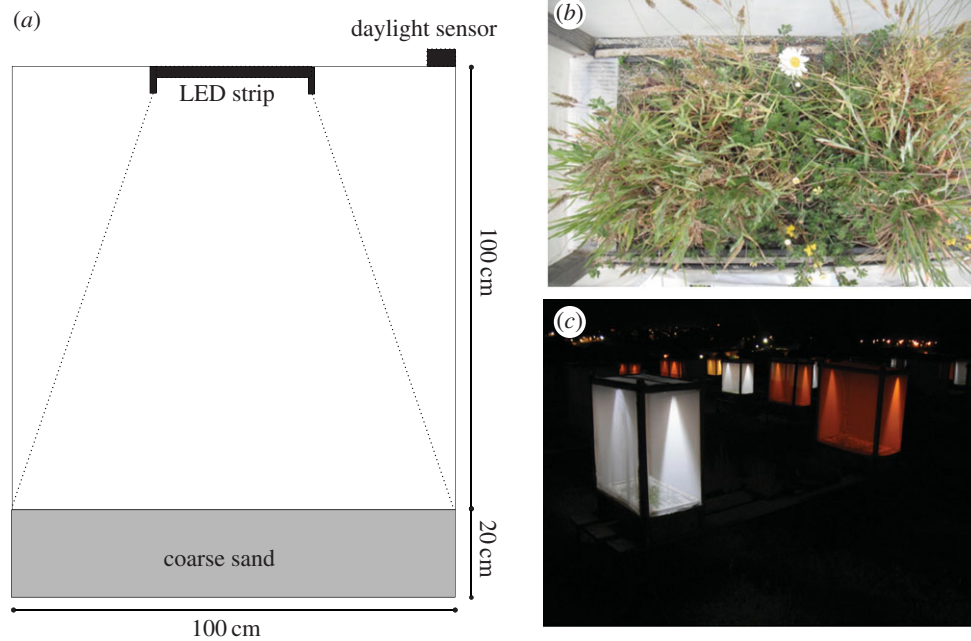 (a)
daylight sensor
LED strip
100 cm
coarse sand
20 cm
100 cm
(b)
(c)